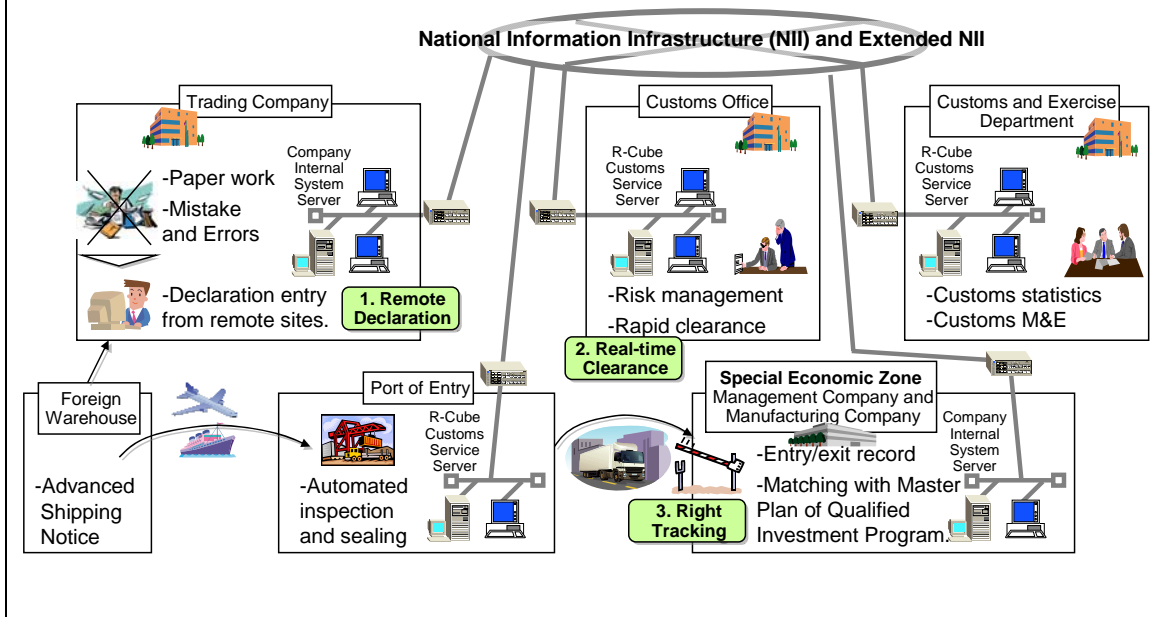 National Information Infrastructure (NII) and Extended NII
Trading Company
Company
Internal
System
Server
-Paper work
-Mistake
and Errors
-Declaration entry
from remote sites.
1. Remote
Declaration
Customs Office
R-Cube
Customs
Service
Server
-Risk management
-Rapid clearance
2. Real-time
Clearance
Customs and Exercise
Department
R-Cube
Customs
Service
Server
-Customs statistics
-Customs M&E
Foreign
Warehouse
-Advanced
Shipping
Notice
Port of Entry
R-Cube
Customs
Service
Server
-Automated
inspection
and sealing
3. Right
Tracking
Special Economic Zone
Management Company and
Manufacturing Company
Company
Internal
System
Server
-Entry/exit record
-Matching with Master
Plan of Qualified
Investment Program.